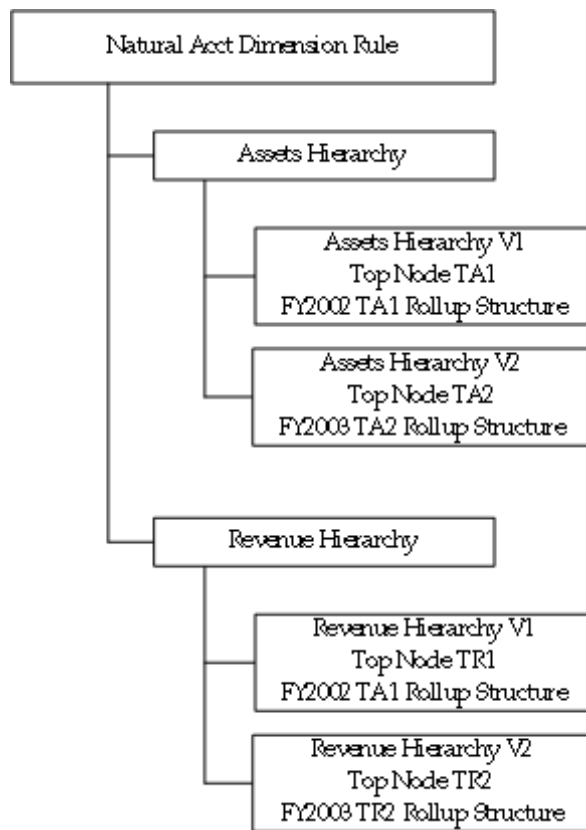 Natural Acct Dimension Rule
Assets Hierarchy
Assets Hierarchy V1
Top Node TA1
FY2002 TA1 Rollup Structure
Assets Hierarchy V2
Top Node TA2
FY2003 TA2 Rollup Structure
Revenue Hierarchy
Revenue Hierarchy V1
Top Node TR1
FY2002 TA1 Rollup Structure
Revenue Hierarchy V2
Top Node TR2
FY2003 TR2 Rollup Structure